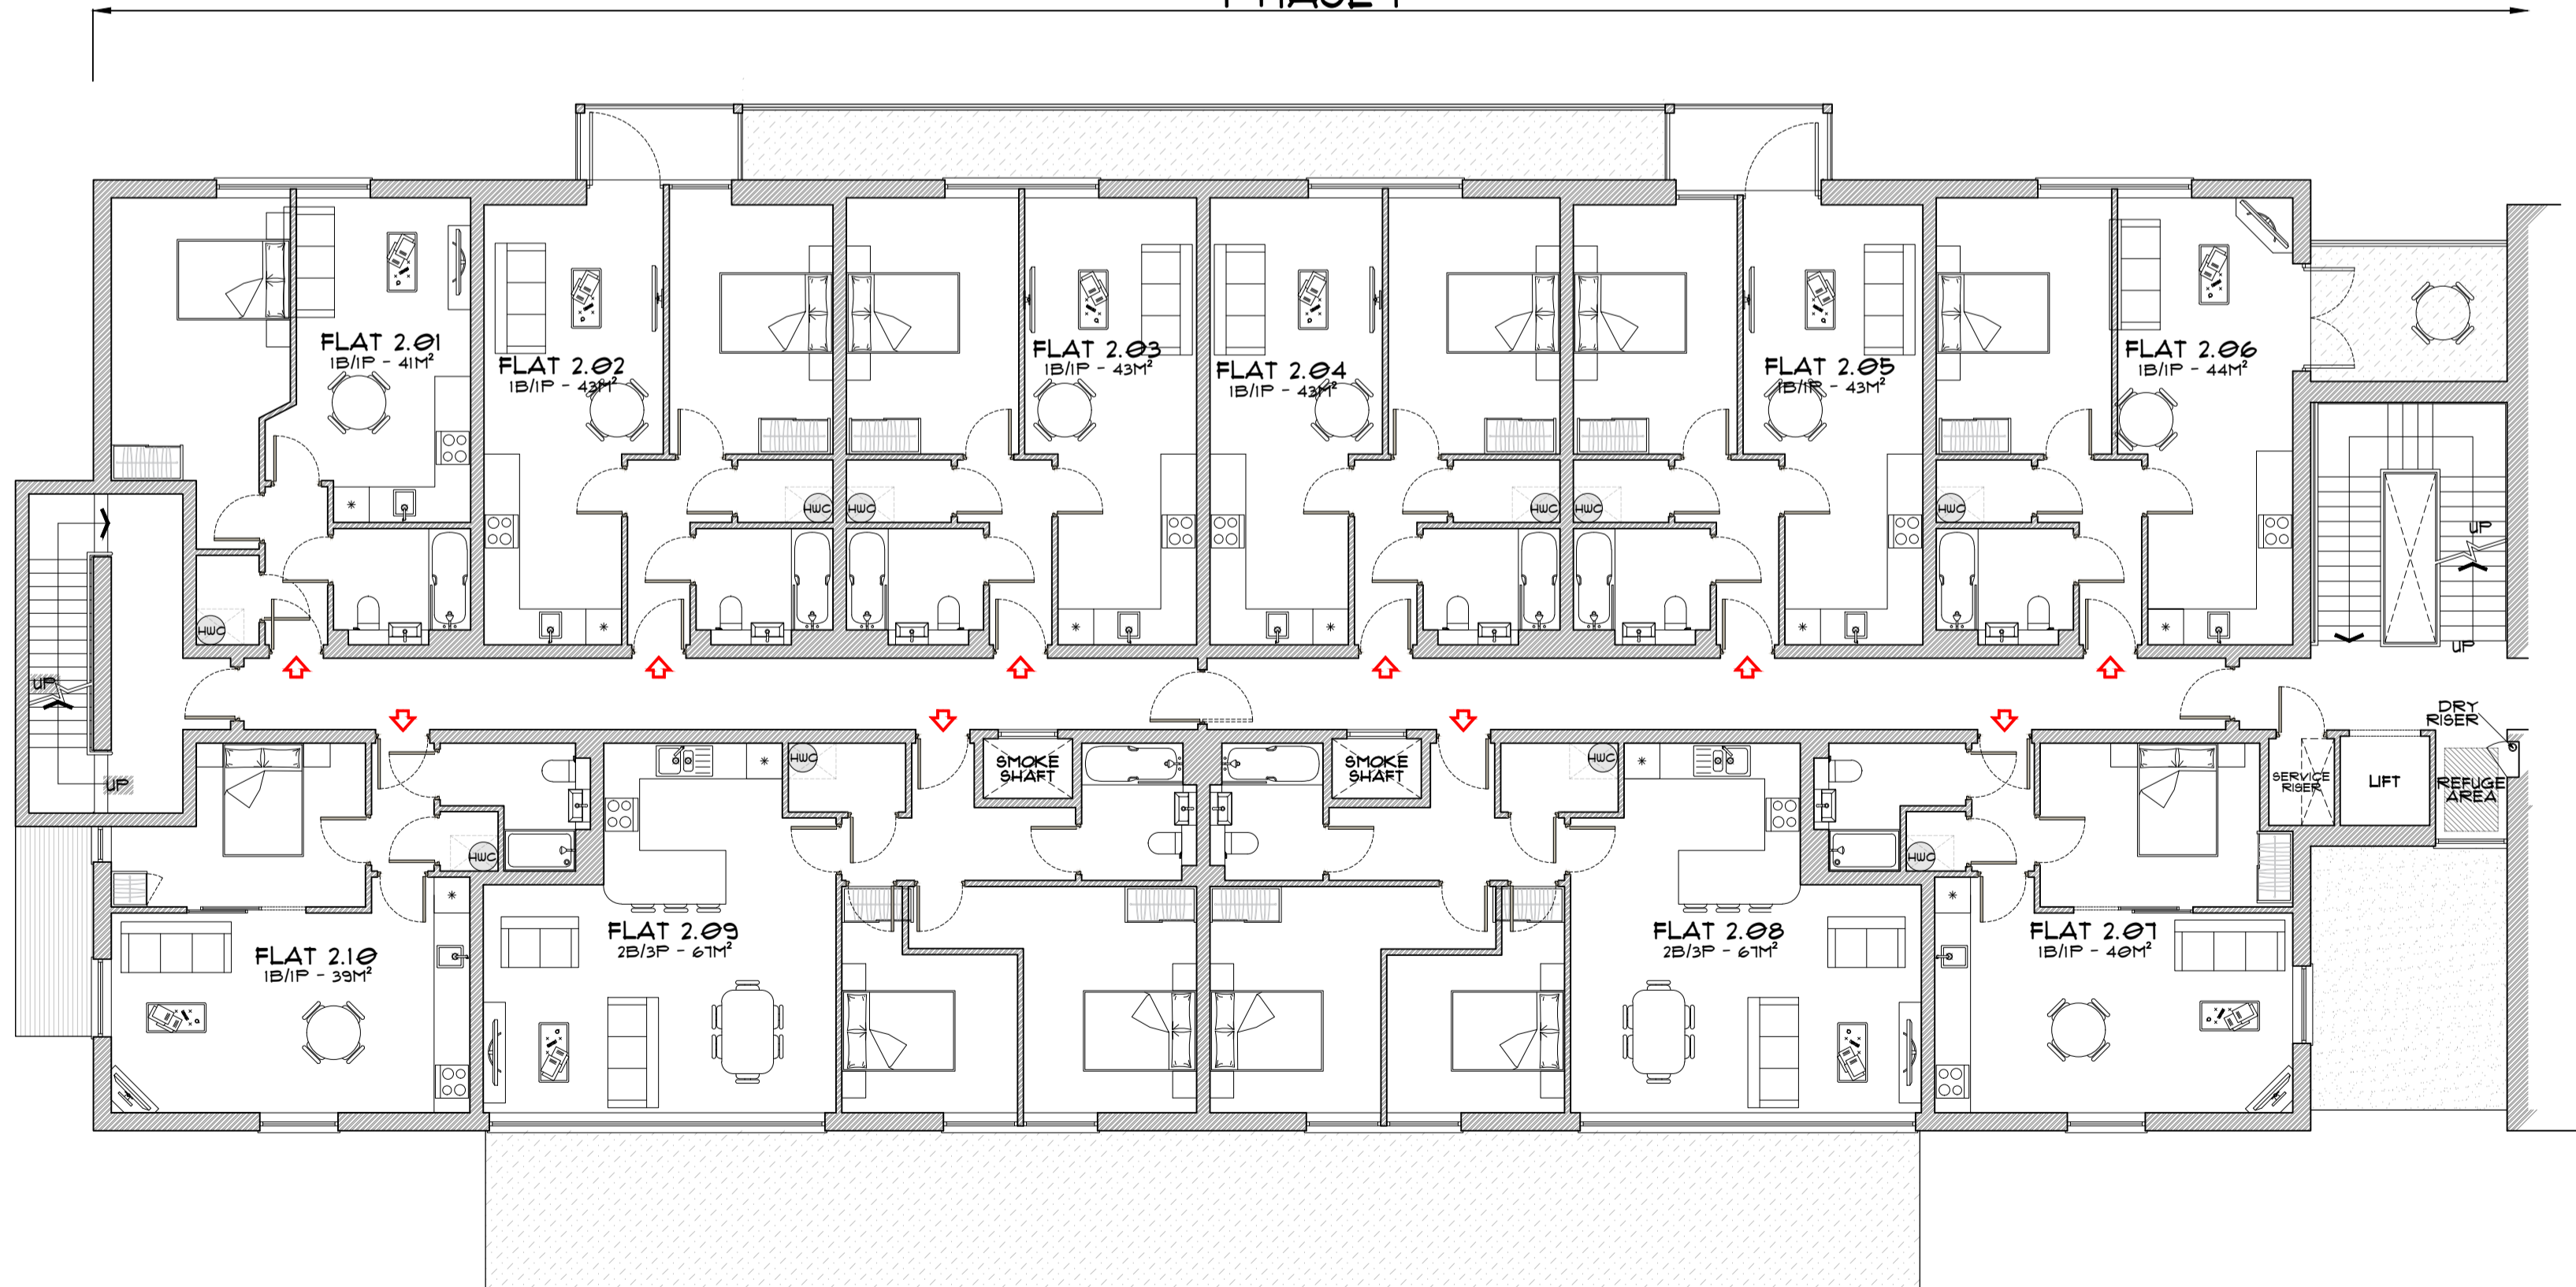 PHASE 1
FLAT 2.01
1B/1P - 41M²
FLAT 2.02
1B/1P - 43M²
FLAT 2.03
1B/1P - 43M²
FLAT 2.04
1B/1P - 43M²
FLAT 2.05
1B/1P - 43M²
FLAT 2.06
1B/1P - 44M²
HWC
HWC
HWC
HWC
HWC
HWC
UP
UP
UP
UP
DRY
RISER
SMOKE
SHAFT
SMOKE
SHAFT
SERVICE
RISER
LIFT
REFUGE
AREA
HWC
HWC
HWC
HWC
FLAT 2.10
1B/1P - 39M²
FLAT 2.09
2B/3P - 67M²
FLAT 2.08
2B/3P - 67M²
FLAT 2.07
1B/1P - 40M²